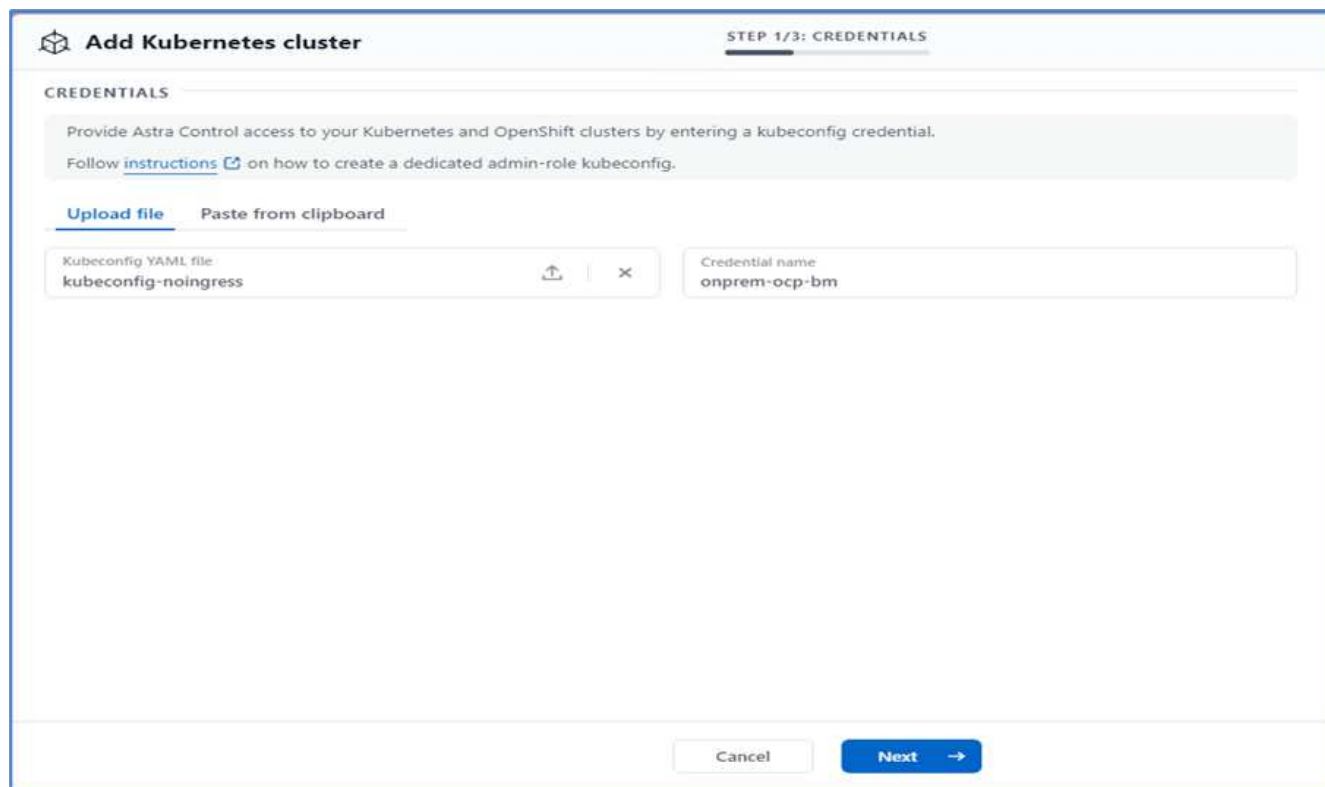 Add Kubernetes cluster
STEP 1/3: CREDENTIALS
CREDENTIALS
Provide Astra Control access to your Kubernetes and OpenShift clusters by entering a kubeconfig credential.
Follow instructions on how to create a dedicated admin-role kubeconfig.
Upload file Paste from clipboard
Kubeconfig YAML file
kubeconfig-noingress
Credential name
onprem-ocp-bm
Cancel Next